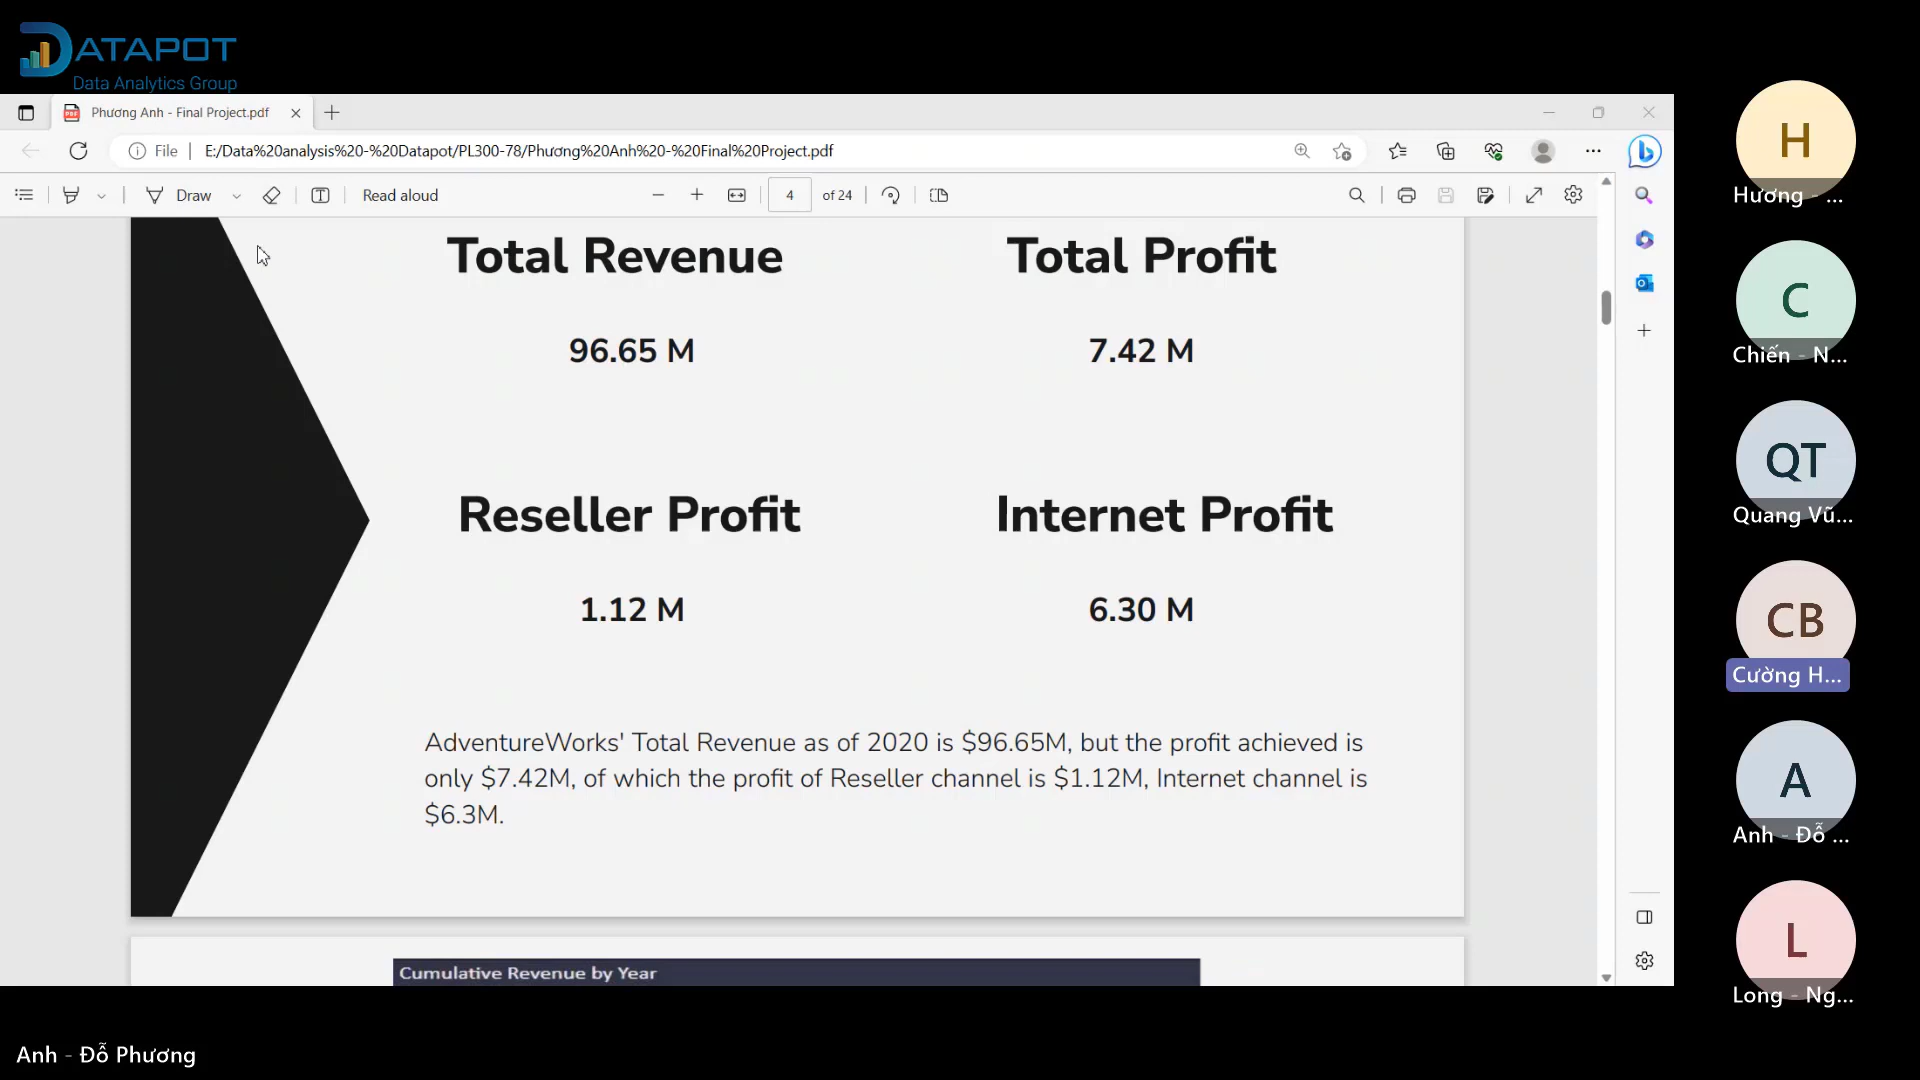 DATAPOT
Data Analytics Group
Phương Anh - Final Project.pdf
File
E:/Data%20analysis%20-%20Datapot/PL300-78/Phương%20Anh%20-%20Final%20Project.pdf
Draw
Read aloud
4
of 24
Total Revenue
Total Profit
96.65 M
7.42 M
Reseller Profit
Internet Profit
1.12 M
6.30 M
AdventureWorks' Total Revenue as of 2020 is $96.65M, but the profit achieved is
only $7.42M, of which the profit of Reseller channel is $1.12M, Internet channel is
$6.3M.
Cumulative Revenue by Year
H
Hương - ...
C
Chiến - N...
QT
Quang Vũ...
CB
Cường H...
A
Anh - Đỗ ...
L
Long - Ng...
Anh - Đỗ Phương